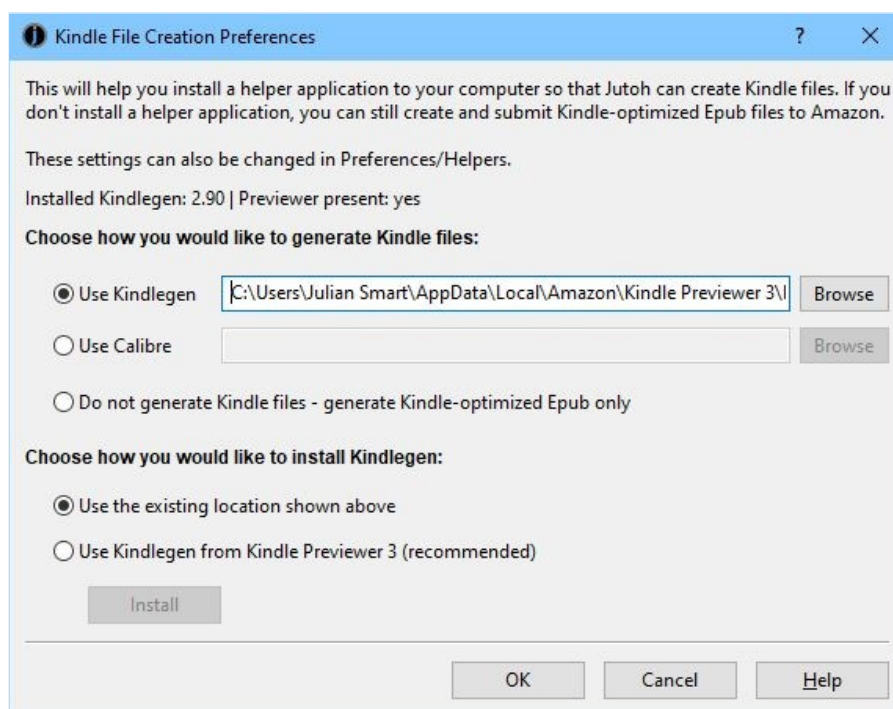 Kindle File Creation Preferences ? ×
This will help you install a helper application to your computer so that Jutoh can create Kindle files. If you
don't install a helper application, you can still create and submit Kindle-optimized Epub files to Amazon.
These settings can also be changed in Preferences/Helpers.
Installed Kindlegen: 2.90 | Previewer present: yes
Choose how you would like to generate Kindle files:
Use Kindlegen C:\Users\Julian Smart\AppData\Local\Amazon\Kindle Previewer 3\ Browse
Use Calibre Browse
Do not generate Kindle files - generate Kindle-optimized Epub only
Choose how you would like to install Kindlegen:
Use the existing location shown above
Use Kindlegen from Kindle Previewer 3 (recommended)
Install
OK Cancel Help